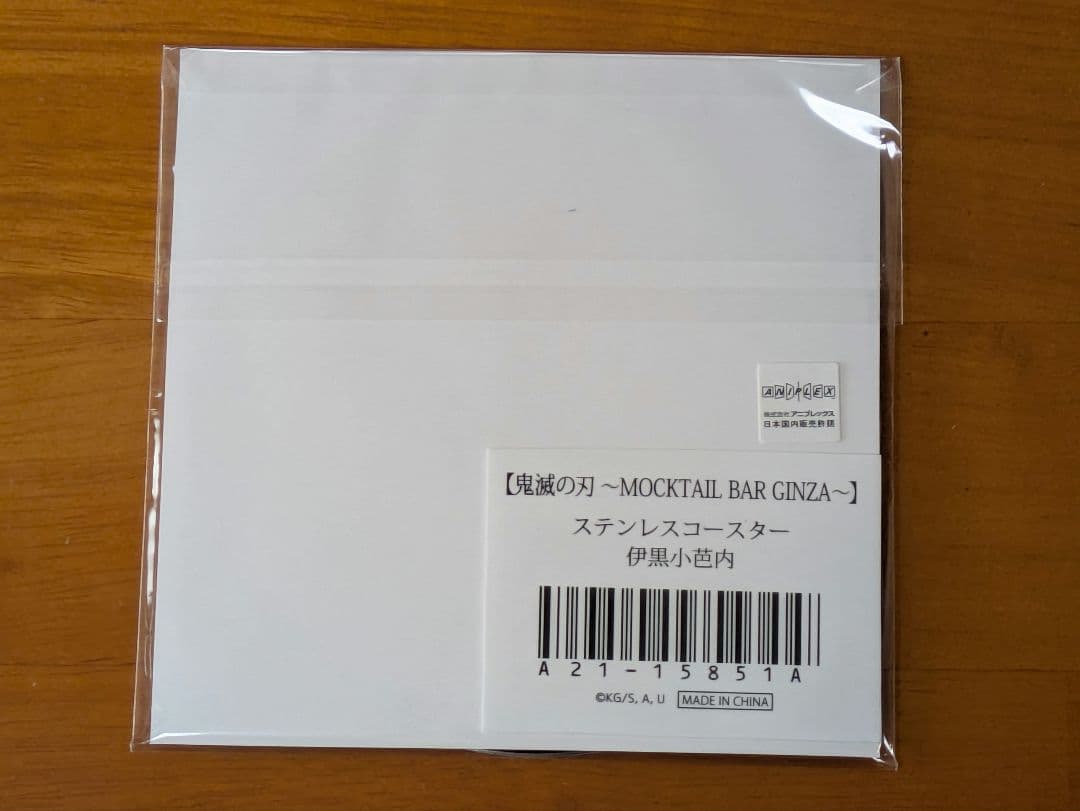 ANIPLEX
株式会社アニプレックス
日本国内販売許諾
【鬼滅の刃 ～MOCKTAIL BAR GINZA～】
ステンレスコースター
伊黒小芭内
A21-15851A
©KG/S, A, U MADE IN CHINA